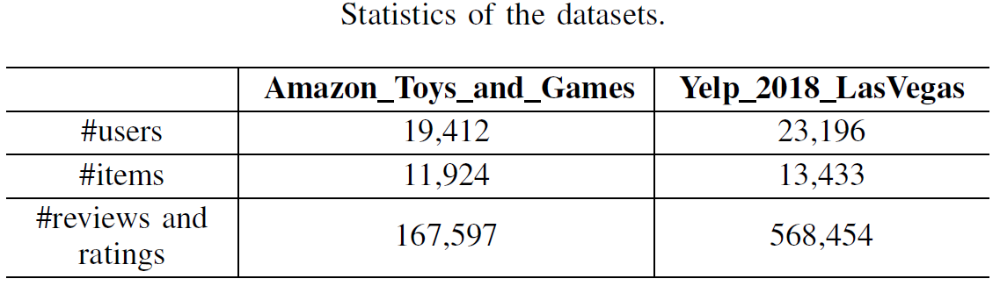 Statistics of the datasets.
Amazon_Toys_and_Games Yelp_2018_LasVegas
#users 19,412 23,196
#items 11,924 13,433
#reviews and
ratings 167,597 568,454